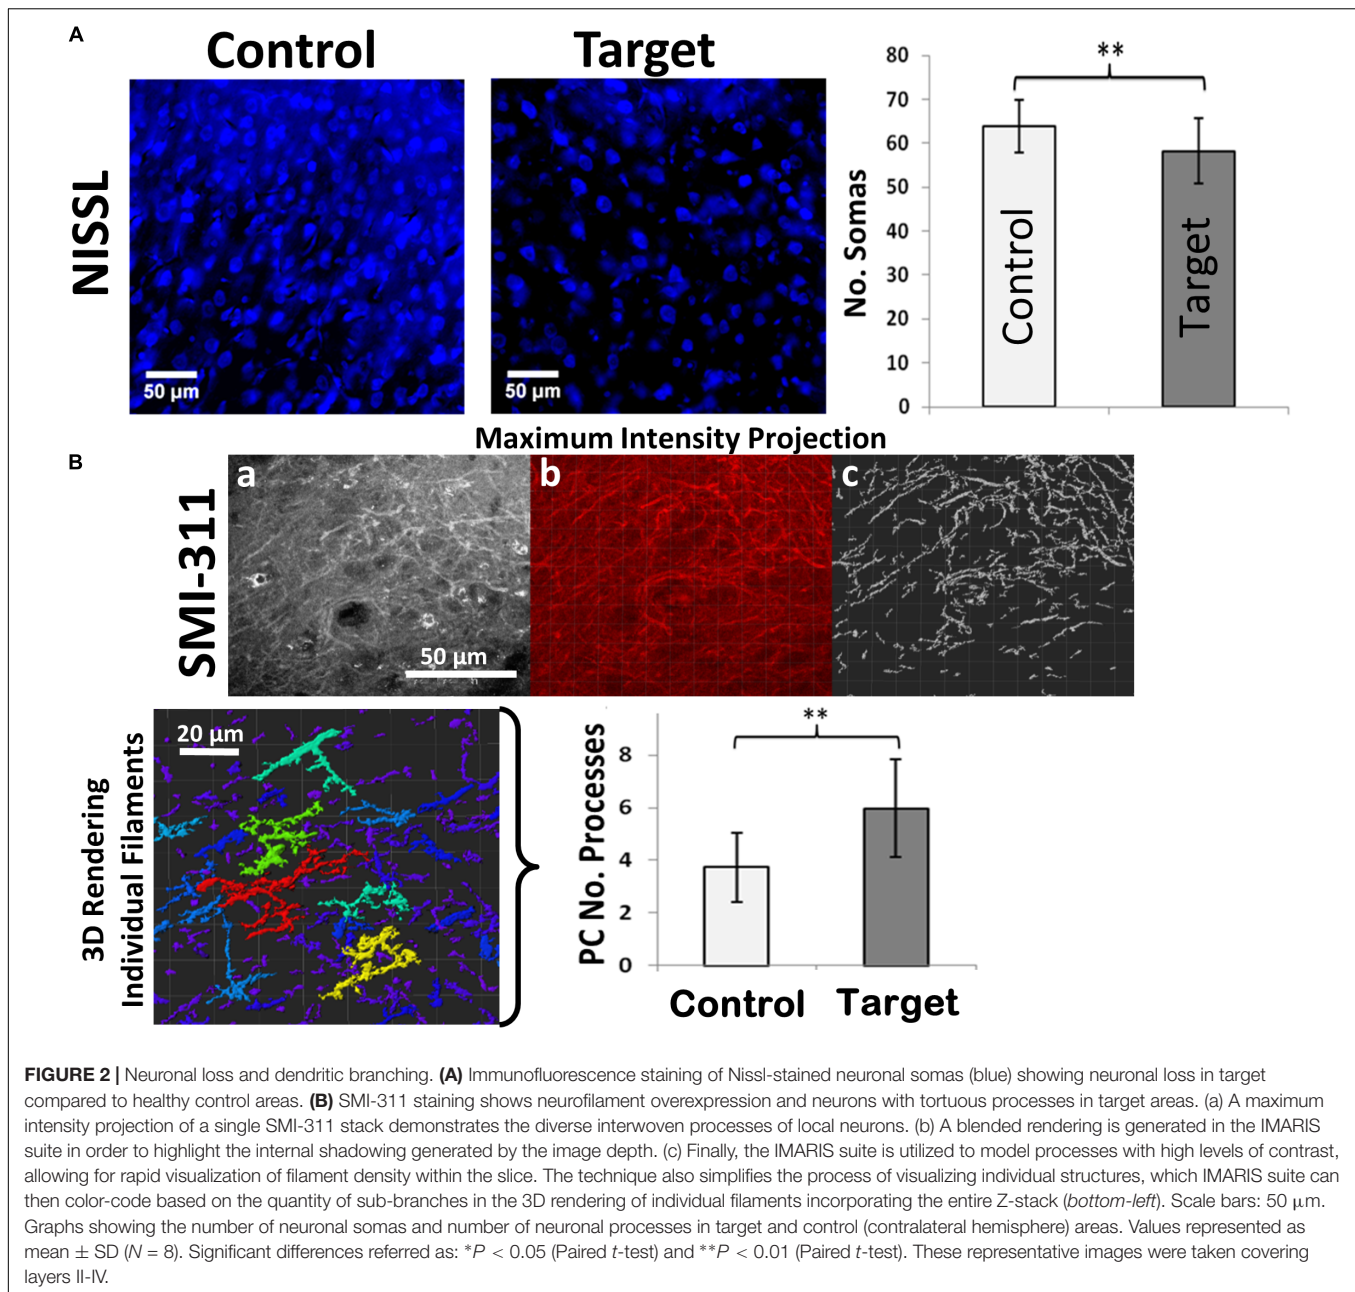 A
Control
Target
NISSL
50 µm
50 µm
**
No. Somas
80
70
60
50
40
30
20
10
0
Control
Target
Maximum Intensity Projection
B
SMI-311
a
b
c
50 µm
3D Rendering
Individual Filaments
20 µm
**
PC No. Processes
8
6
4
2
0
Control
Target
FIGURE 2 | Neuronal loss and dendritic branching. (A) Immunofluorescence staining of Nissl-stained neuronal somas (blue) showing neuronal loss in target
compared to healthy control areas. (B) SMI-311 staining shows neurofilament overexpression and neurons with tortuous processes in target areas. (a) A maximum
intensity projection of a single SMI-311 stack demonstrates the diverse interwoven processes of local neurons. (b) A blended rendering is generated in the IMARIS
suite in order to highlight the internal shadowing generated by the image depth. (c) Finally, the IMARIS suite is utilized to model processes with high levels of contrast,
allowing for rapid visualization of filament density within the slice. The technique also simplifies the process of visualizing individual structures, which IMARIS suite can
then color-code based on the quantity of sub-branches in the 3D rendering of individual filaments incorporating the entire Z-stack (bottom-left). Scale bars: 50 µm.
Graphs showing the number of neuronal somas and number of neuronal processes in target and control (contralateral hemisphere) areas. Values represented as
mean ± SD (N = 8). Significant differences referred as: *P < 0.05 (Paired t-test) and **P < 0.01 (Paired t-test). These representative images were taken covering
layers II-IV.